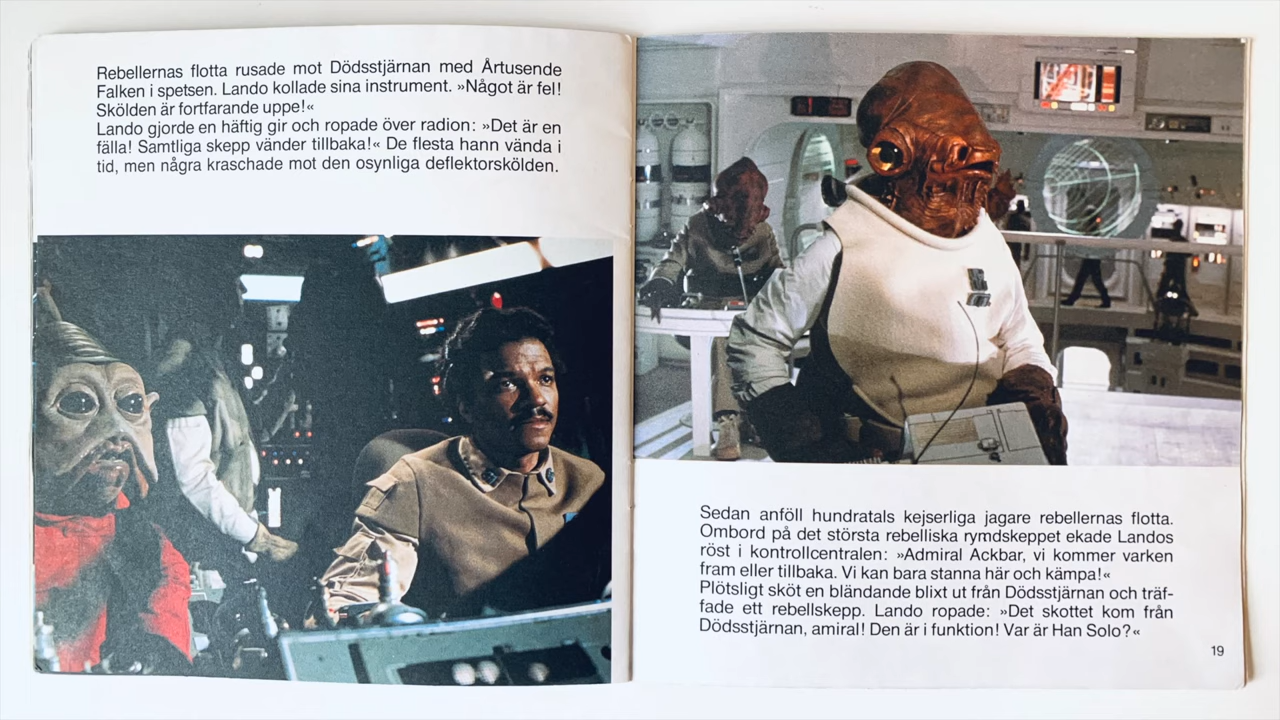 Rebellernas flotta rusade mot Dödsstjärnan med Årtusende
Falken i spetsen. Lando kollade sina instrument. »Något är fel!
Skölden är fortfarande uppe!«
Lando gjorde en häftig gir och ropade över radion: »Det är en
fälla! Samtliga skepp vänder tillbaka!« De flesta hann vända i
tid, men några kraschade mot den osynliga deflektorskölden.
Sedan anföll hundratals kejserliga jagare rebellernas flotta.
Ombord på det största rebelliska rymdskeppet ekade Landos
röst i kontrollcentralen: »Admiral Ackbar, vi kommer varken
fram eller tillbaka. Vi kan bara stanna här och kämpa!«
Plötsligt sköt en bländande blixt ut från Dödsstjärnan och träf-
fade ett rebellskepp. Lando ropade: »Det skottet kom från
Dödsstjärnan, amiral! Den är i funktion! Var är Han Solo?«
19